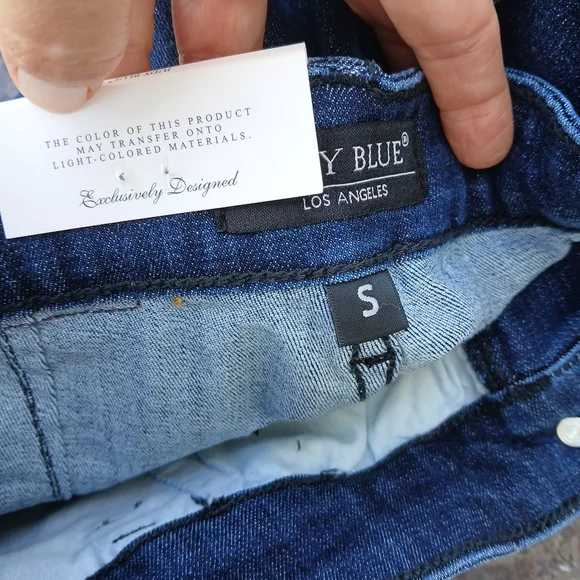 THE COLOR OF THIS PRODUCT
MAY TRANSFER ONTO
LIGHT-COLORED MATERIALS.
Exclusively Designed
Y BLUE®
LOS ANGELES
S